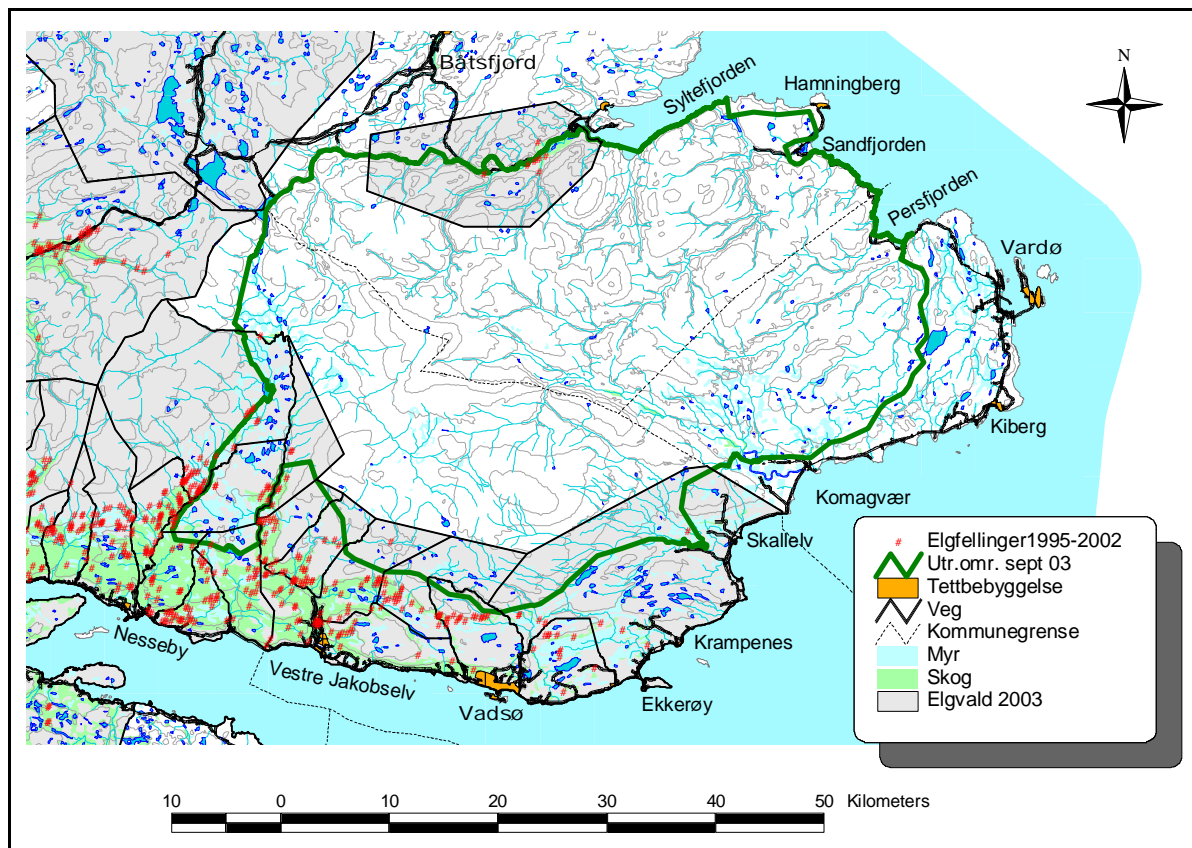 N
Båtsfjord
Syltefjorden
Hamningberg
Sandfjorden
Persfjorden
Vardø
Kiberg
Komagvær
Skallelv
Krampenes
Ekkerøy
Vadsø
Vestre Jakobselv
Nesseby
Elgfellinger1995-2002
Utr.omr. sept 03
Tettbebyggelse
Veg
Kommunegrense
Myr
Skog
Elgvald 2003
10 0 10 20 30 40 50 Kilometers